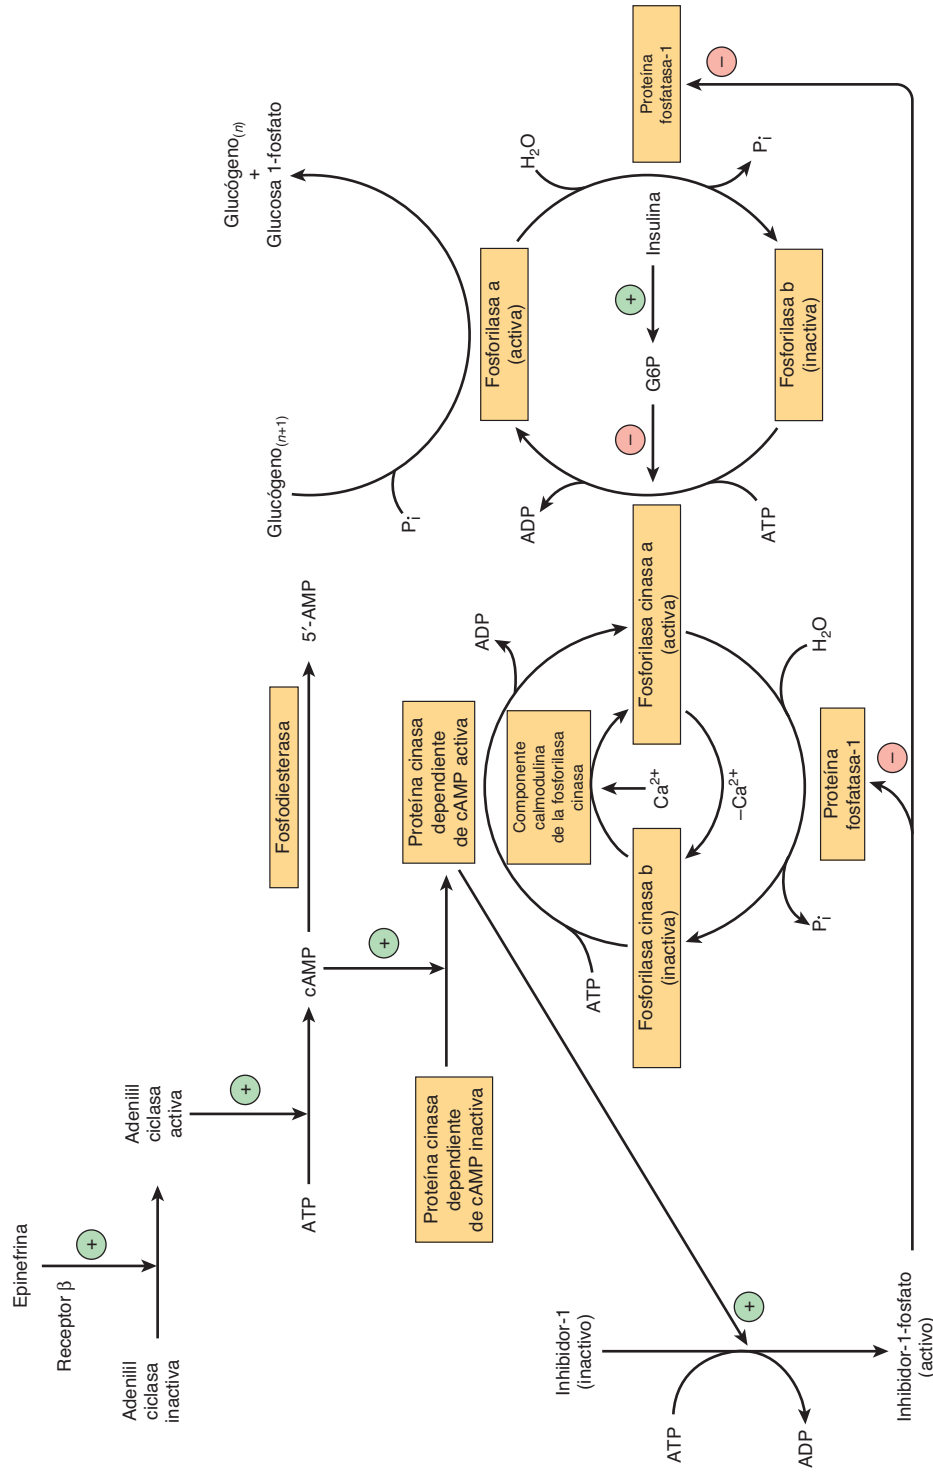 Epinefrina
Receptor β
+
Adenilil
ciclasa
inactiva
Adenilil
ciclasa
activa
+
ATP
cAMP
Fosfodiesterasa
5′-AMP
+
Proteína cinasa
dependiente
de cAMP inactiva
Proteína cinasa
dependiente
de cAMP activa
Glucógeno(n+1)
Pi
Glucógeno(n)
+
Glucosa 1-fosfato
Inhibidor-1
(inactivo)
ATP
+
ADP
Inhibidor-1-fosfato
(activo)
ATP
ADP
Componente
calmodulina
de la fosforilasa
cinasa
Ca2+
–Ca2+
Fosforilasa cinasa b
(inactiva)
Fosforilasa cinasa a
(activa)
Pi
H2O
Proteína
fosfatasa-1
–
Fosforilasa a
(activa)
ADP
H2O
–
G6P
+
Insulina
ATP
Pi
Fosforilasa b
(inactiva)
Proteína
fosfatasa-1
–